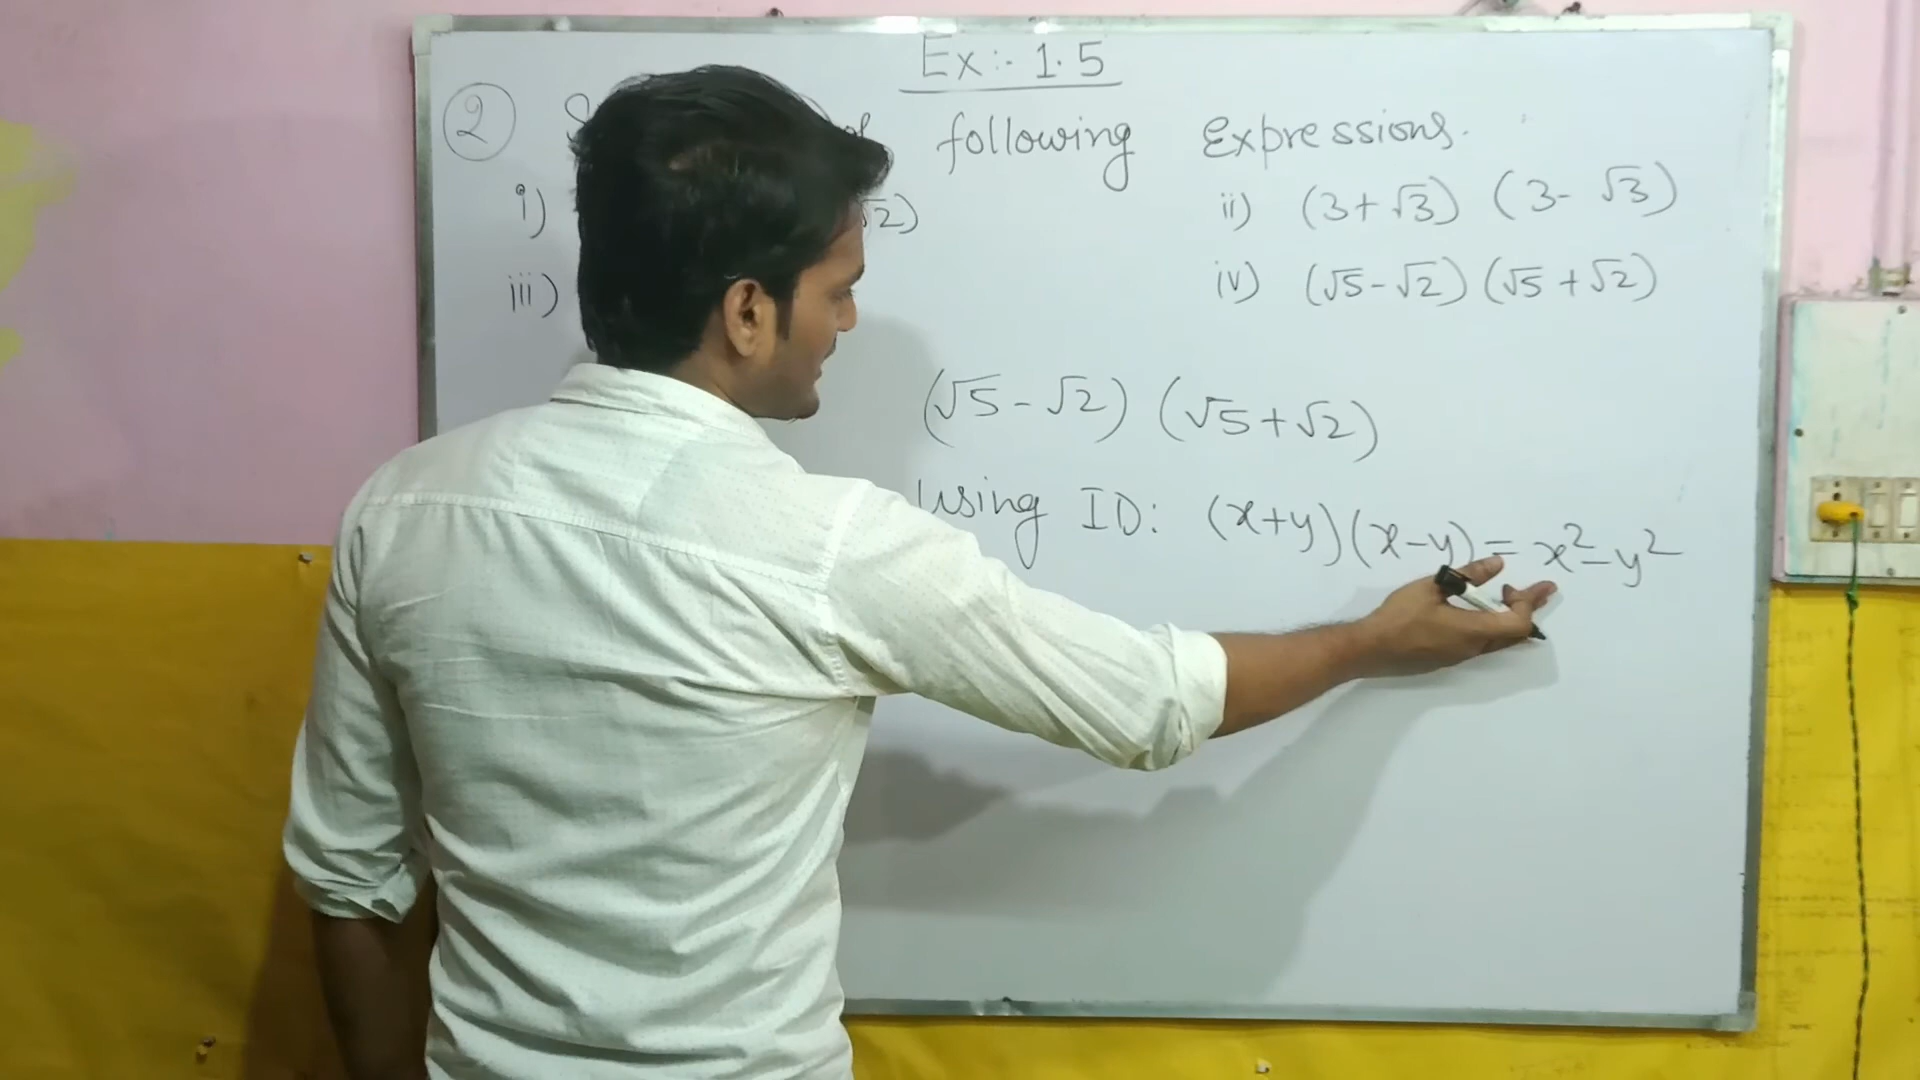 Ex:- 1.5
2 of following Expressions.
i) √2) ii) (3+√3) (3-√3)
iii) iv) (√5-√2) (√5+√2)
(√5-√2) (√5+√2)
Using ID: (x+y)(x-y)=x²-y²